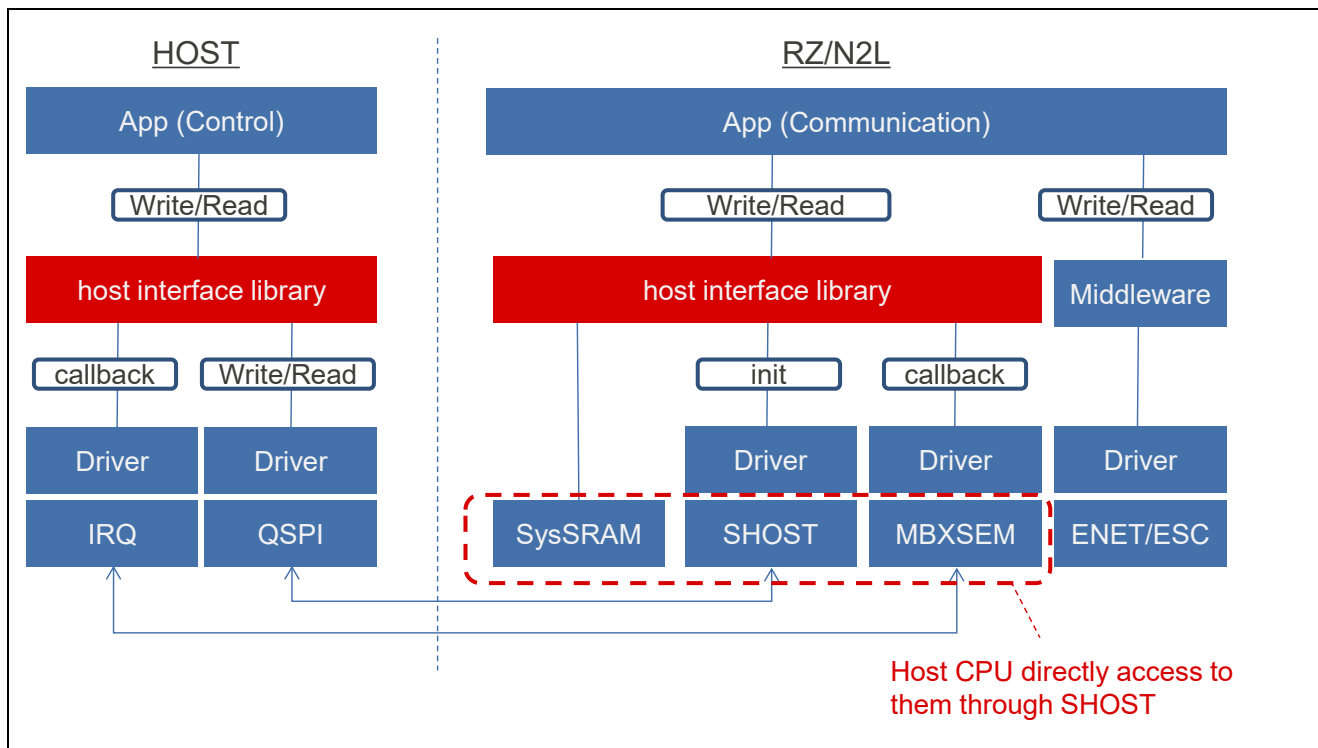 HOST
RZ/N2L
App (Control)
App (Communication)
Write/Read
Write/Read
Write/Read
host interface library
host interface library
Middleware
callback
Write/Read
init
callback
Driver
Driver
Driver
Driver
Driver
IRQ
QSPI
SysSRAM
SHOST
MBXSEM
ENET/ESC
Host CPU directly access to
them through SHOST